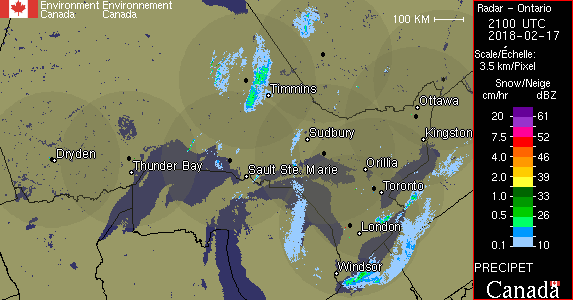 Environment Environnement
Canada Canada
100 KM
Timmins
Ottawa
Sudbury
Kingston
Dryden
Thunder Bay
Sault Ste. Marie
Orillia
Toronto
London
Windsor
Radar - Ontario
2100 UTC
2018-02-17
Scale/Échelle:
3.5 km/Pixel
Snow/Neige
cm/hr dBZ
20 61
7.5 52
4.0 46
2.0 39
1.0 33
0.5 26
0.1 10
PRECIPET
Canada